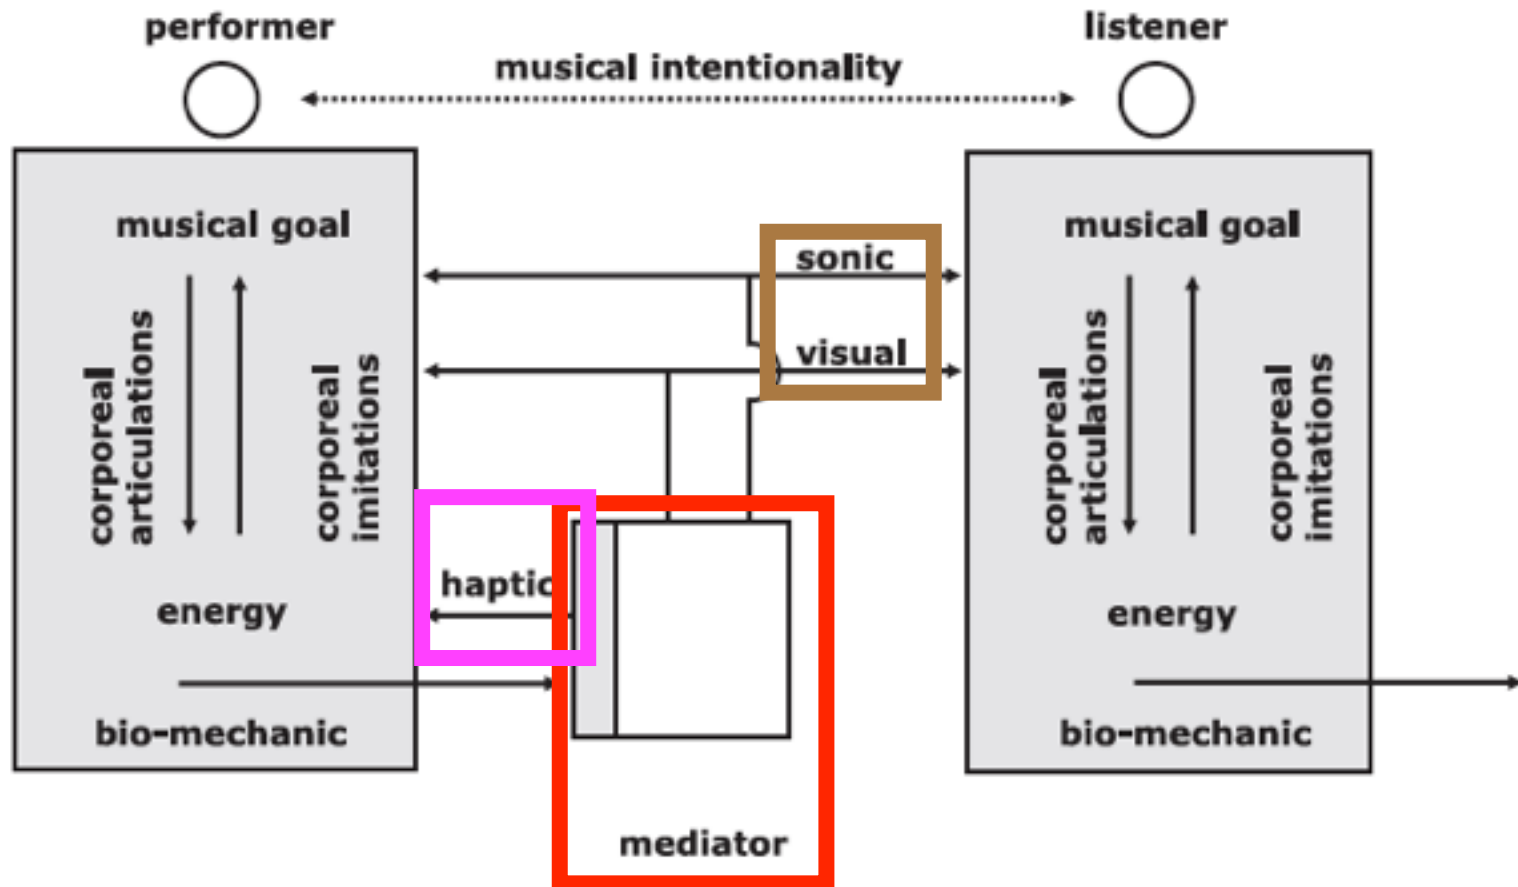 performer
listener
musical intentionality
musical goal
corporeal
articulations
corporeal
imitations
energy
bio-mechanic
sonic
visual
haptic
mediator
musical goal
corporeal
articulations
corporeal
imitations
energy
bio-mechanic